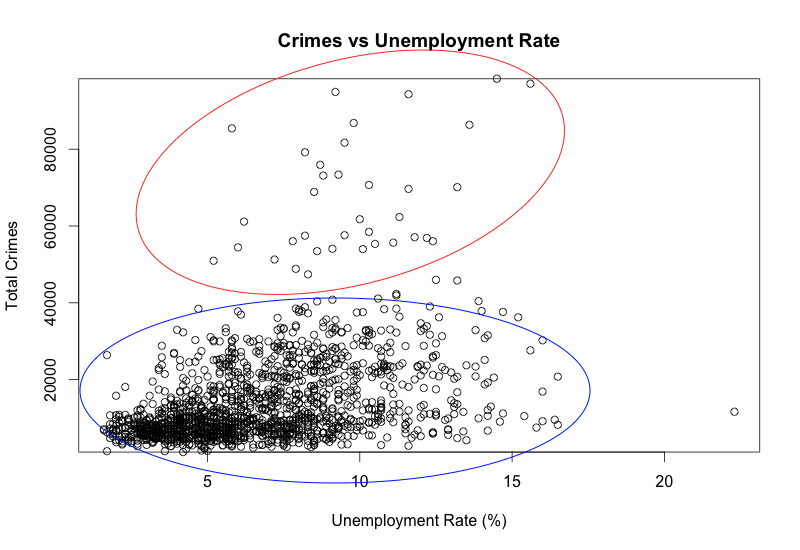 Crimes vs Unemployment Rate
Total Crimes
80000
60000
40000
20000
5 10 15 20
Unemployment Rate (%)